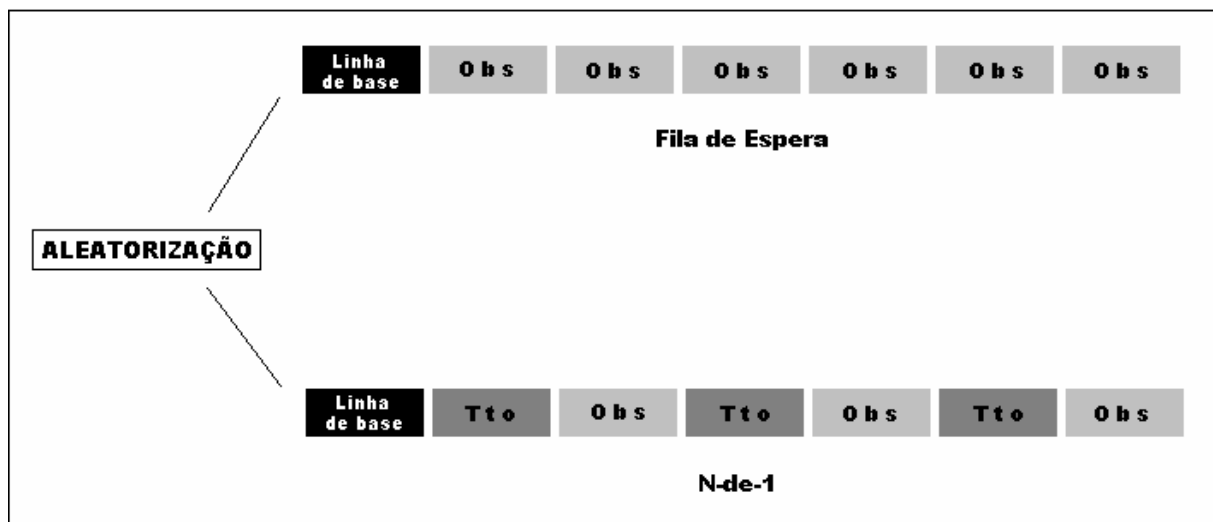 Linha
de base
Obs Obs Obs Obs Obs Obs
Fila de Espera
ALEATORIZAÇÃO
Linha
de base
Tto Obs Tto Obs Tto Obs
N-de-1